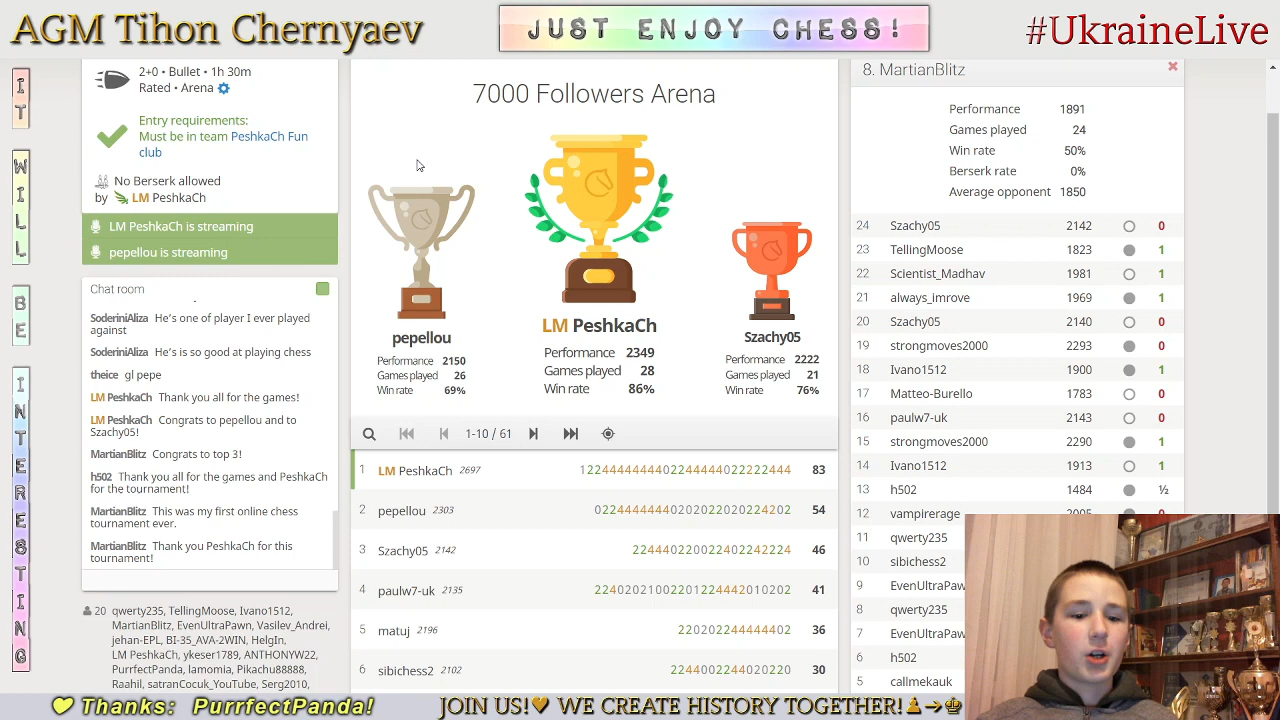 AGM Tihon Chernyaev
JUST ENJOY CHESS!
#UkraineLive
IT
WILL
BE
INTERESTING
2+0 • Bullet • 1h 30m
Rated • Arena
Entry requirements:
Must be in team PeshkaCh Fun
club
No Berserk allowed
by LM PeshkaCh
LM PeshkaCh is streaming
pepellou is streaming
Chat room
SoderiniAliza He's one of player I ever played
against
SoderiniAliza He's is so good at playing chess
theice gl pepe
LM PeshkaCh Thank you all for the games!
LM PeshkaCh Congrats to pepellou and to
Szachy05!
MartianBlitz Congrats to top 3!
h502 Thank you all for the games and PeshkaCh
for the tournament!
MartianBlitz This was my first online chess
tournament ever.
MartianBlitz Thank you PeshkaCh for this
tournament!
20 qwerty235, TellingMoose, Ivano1512,
MartianBlitz, EvenUltraPawn, Vasilev_Andrei,
jehan-EPL, BI-35_AVA-2WIN, HelgIn,
LM PeshkaCh, ykeser1789, ANTHONYW22,
PurrfectPanda, Iamomia, Pikachu88888,
Raahil, satranCocuk_YouTube, Serg2010,
7000 Followers Arena
pepellou
Performance 2150
Games played 26
Win rate 69%
LM PeshkaCh
Performance 2349
Games played 28
Win rate 86%
Szachy05
Performance 2222
Games played 21
Win rate 76%
1-10 / 61
1 LM PeshkaCh 2697 1224444444022444440222224444 83
2 pepellou 2303 02244444440202022020224202 54
3 Szachy05 2142 224440220022402242224 46
4 paulw7-uk 2135 22402021002201224442010202 41
5 matuj 2196 220202244444402 36
6 sibichess2 2102 2244002244020220 30
8. MartianBlitz
Performance 1891
Games played 24
Win rate 50%
Berserk rate 0%
Average opponent 1850
24 Szachy05 2142 0
23 TellingMoose 1823 1
22 Scientist_Madhav 1981 1
21 always_imrove 1969 1
20 Szachy05 2140 0
19 strongmoves2000 2293 0
18 Ivano1512 1900 1
17 Matteo-Burello 1783 0
16 paulw7-uk 2143 0
15 strongmoves2000 2290 1
14 Ivano1512 1913 1
13 h502 1484 ½
12 vampirerage
11 qwerty235
10 sibichess2
9 EvenUltraPaw
8 qwerty235
7 EvenUltraPaw
6 h502
5 callmekauk
Thanks: PurrfectPanda!
JOIN US! WE CREATE HISTORY TOGETHER!